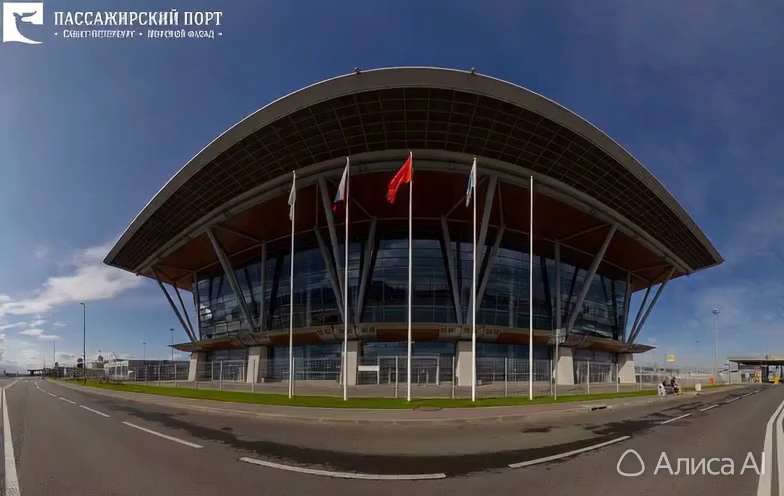 ПАССАЖИРСКИЙ ПОРТ
• САНКТ-ПЕТЕРБУРГ • МОРСКОЙ ФАСАД •
Алиса AI